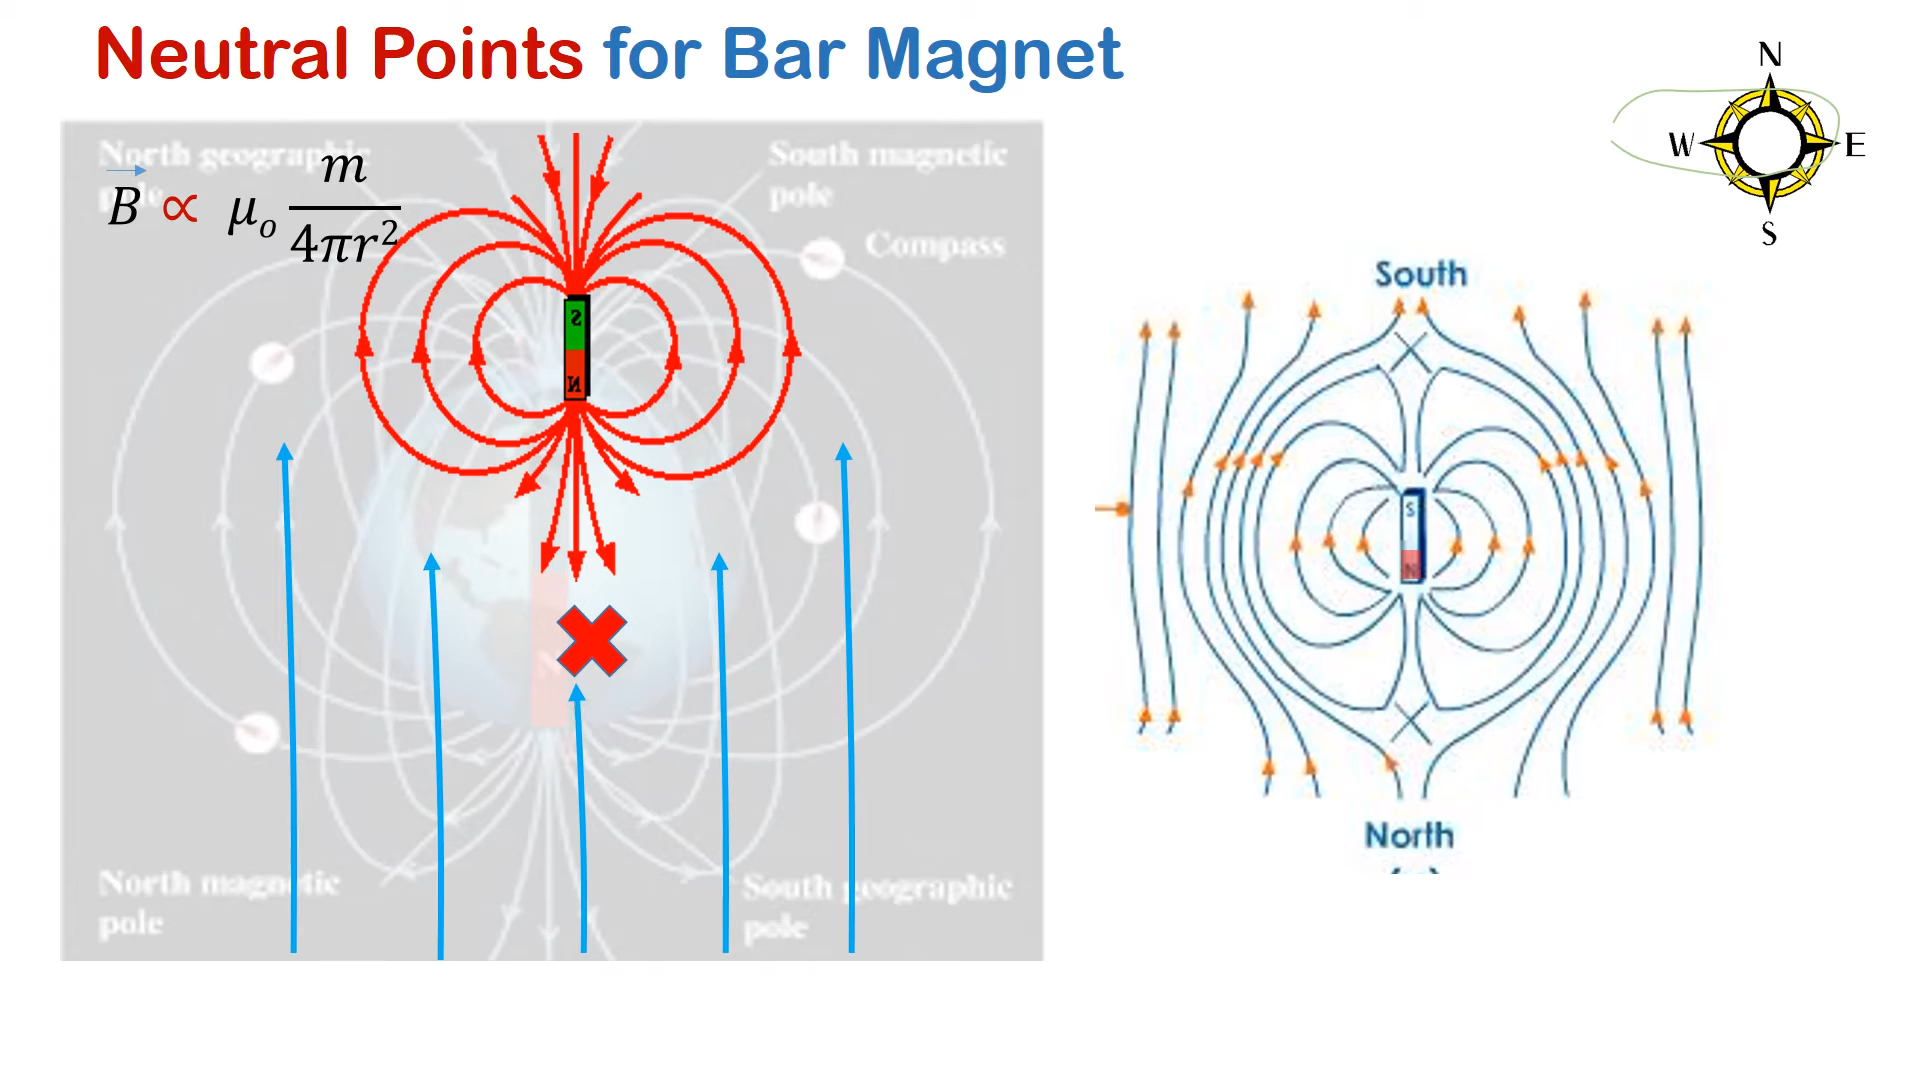 Neutral Points for Bar Magnet
North geographic
pole
South magnetic
pole
Compass
B ∝ μ₀ m / 4πr²
S
N
N
W E
S
South
S
N
North
North magnetic
pole
South geographic
pole